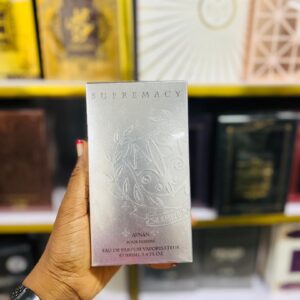 SUPREMACY
AFNAN
POUR HOMME
EAU DE PARFUM VAPORISATEUR